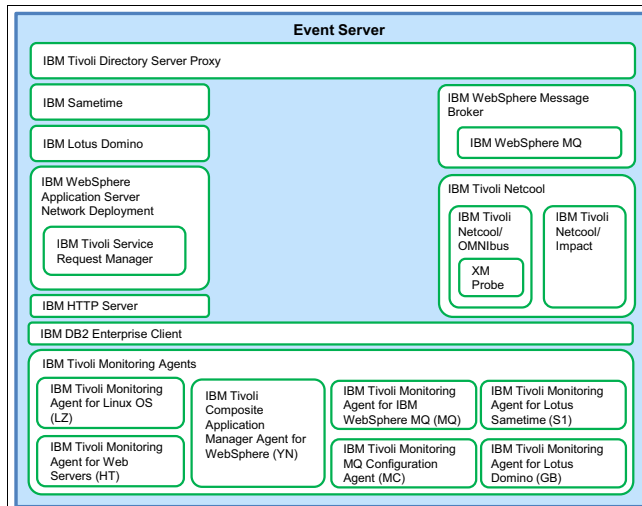 Event Server
IBM Tivoli Directory Server Proxy
IBM Sametime
IBM Lotus Domino
IBM WebSphere
Application Server
Network Deployment
IBM Tivoli Service
Request Manager
IBM HTTP Server
IBM WebSphere Message
Broker
IBM WebSphere MQ
IBM Tivoli Netcool
IBM Tivoli
Netcool/
OMNIbus
XM
Probe
IBM Tivoli
Netcool/
Impact
IBM DB2 Enterprise Client
IBM Tivoli Monitoring Agents
IBM Tivoli Monitoring
Agent for Linux OS
(LZ)
IBM Tivoli Monitoring
Agent for Web
Servers (HT)
IBM Tivoli
Composite
Application
Manager Agent for
WebSphere (YN)
IBM Tivoli Monitoring
Agent for IBM
WebSphere MQ (MQ)
IBM Tivoli Monitoring
MQ Configuration
Agent (MC)
IBM Tivoli Monitoring
Agent for Lotus
Sametime (S1)
IBM Tivoli Monitoring
Agent for Lotus
Domino (GB)